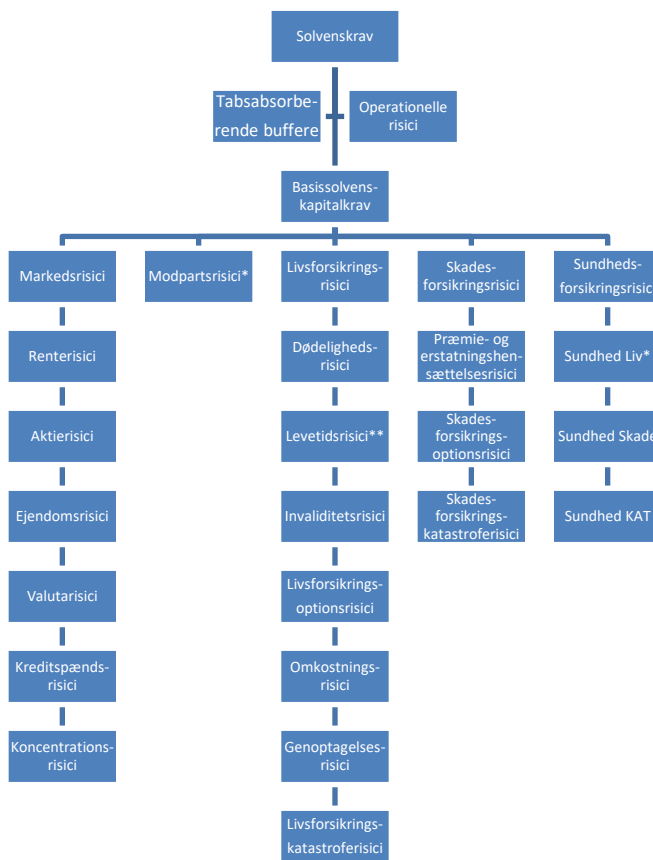 Solvenskrav
Tabsabsorbe-
rende buffere
Operationelle
risici
Basissolvens-
kapitalkrav
Markedsrisici
Modpartsrisici*
Livsforsikrings-
risici
Skades-
forsikringsrisici
Sundheds-
forsikringsrisici
Renterisici
Dødeligheds-
risici
Præmie- og
erstatningshen-
sættelsesrisici
Sundhed Liv*
Aktierisici
Levetidsrisici**
Skades-
forsikrings-
optionsrisici
Sundhed Skade
Ejendomsrisici
Invaliditetsrisici
Skades-
forsikrings-
katastroferisici
Sundhed KAT
Valutarisici
Livsforsikrings-
optionsrisici
Kreditspænds-
risici
Omkostnings-
risici
Koncentrations-
risici
Genoptagelses-
risici
Livsforsikrings-
katastroferisici